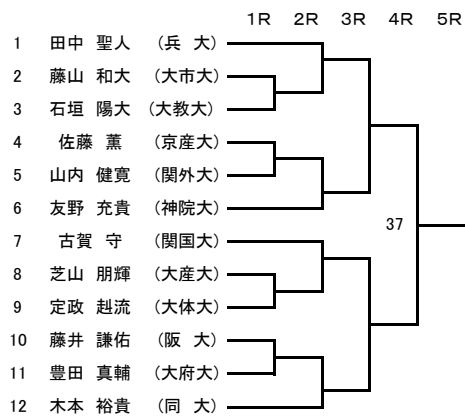 1R 2R 3R 4R 5R
1 田中 聖人 (兵 大)
2 藤山 和大 (大市大)
3 石垣 陽大 (大教大)
4 佐藤 薫 (京産大)
5 山内 健寛 (関外大)
6 友野 充貴 (神院大)
37
7 古賀 守 (関国大)
8 芝山 朋輝 (大産大)
9 定政 赳流 (大体大)
10 藤井 謙佑 (阪 大)
11 豊田 真輔 (大府大)
12 木本 裕貴 (同 大)